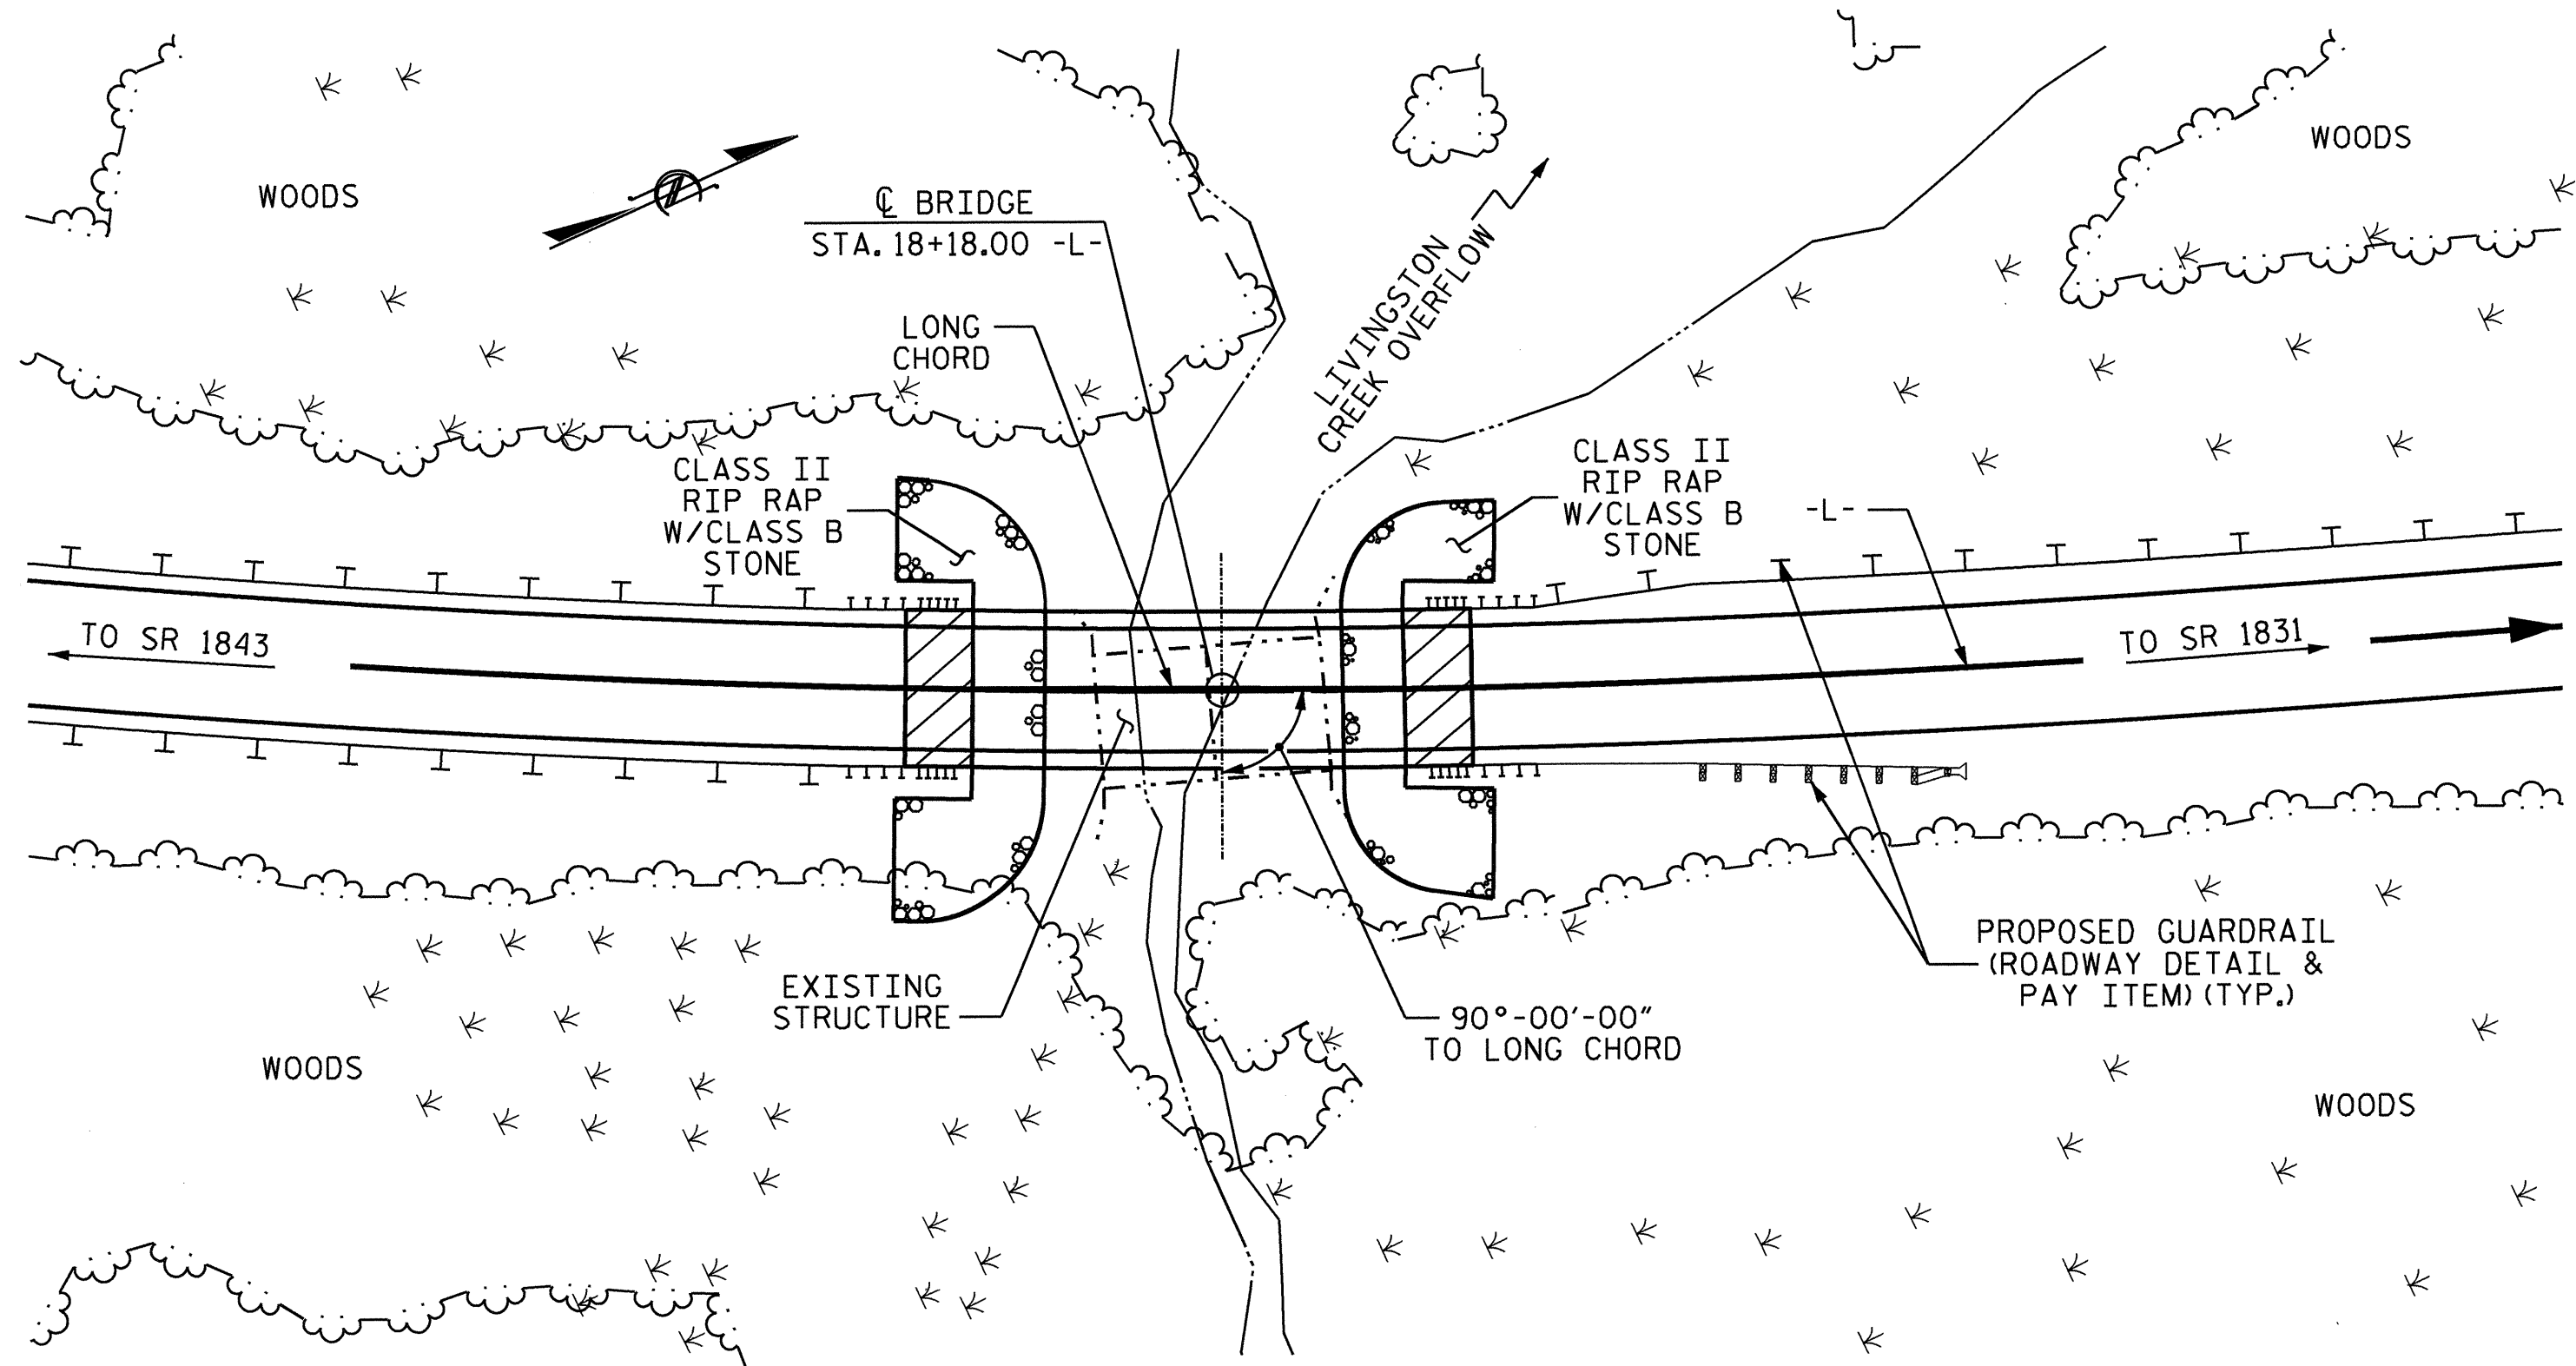 WOODS
WOODS
℄ BRIDGE
STA. 18+18.00 -L-
LONG
CHORD
LIVINGSTON
CREEK OVERFLOW
CLASS II
RIP RAP
W/CLASS B
STONE
CLASS II
RIP RAP
W/CLASS B
STONE
-L-
TO SR 1843
TO SR 1831
EXISTING
STRUCTURE
90°-00'-00"
TO LONG CHORD
PROPOSED GUARDRAIL
(ROADWAY DETAIL &
PAY ITEM) (TYP.)
WOODS
WOODS